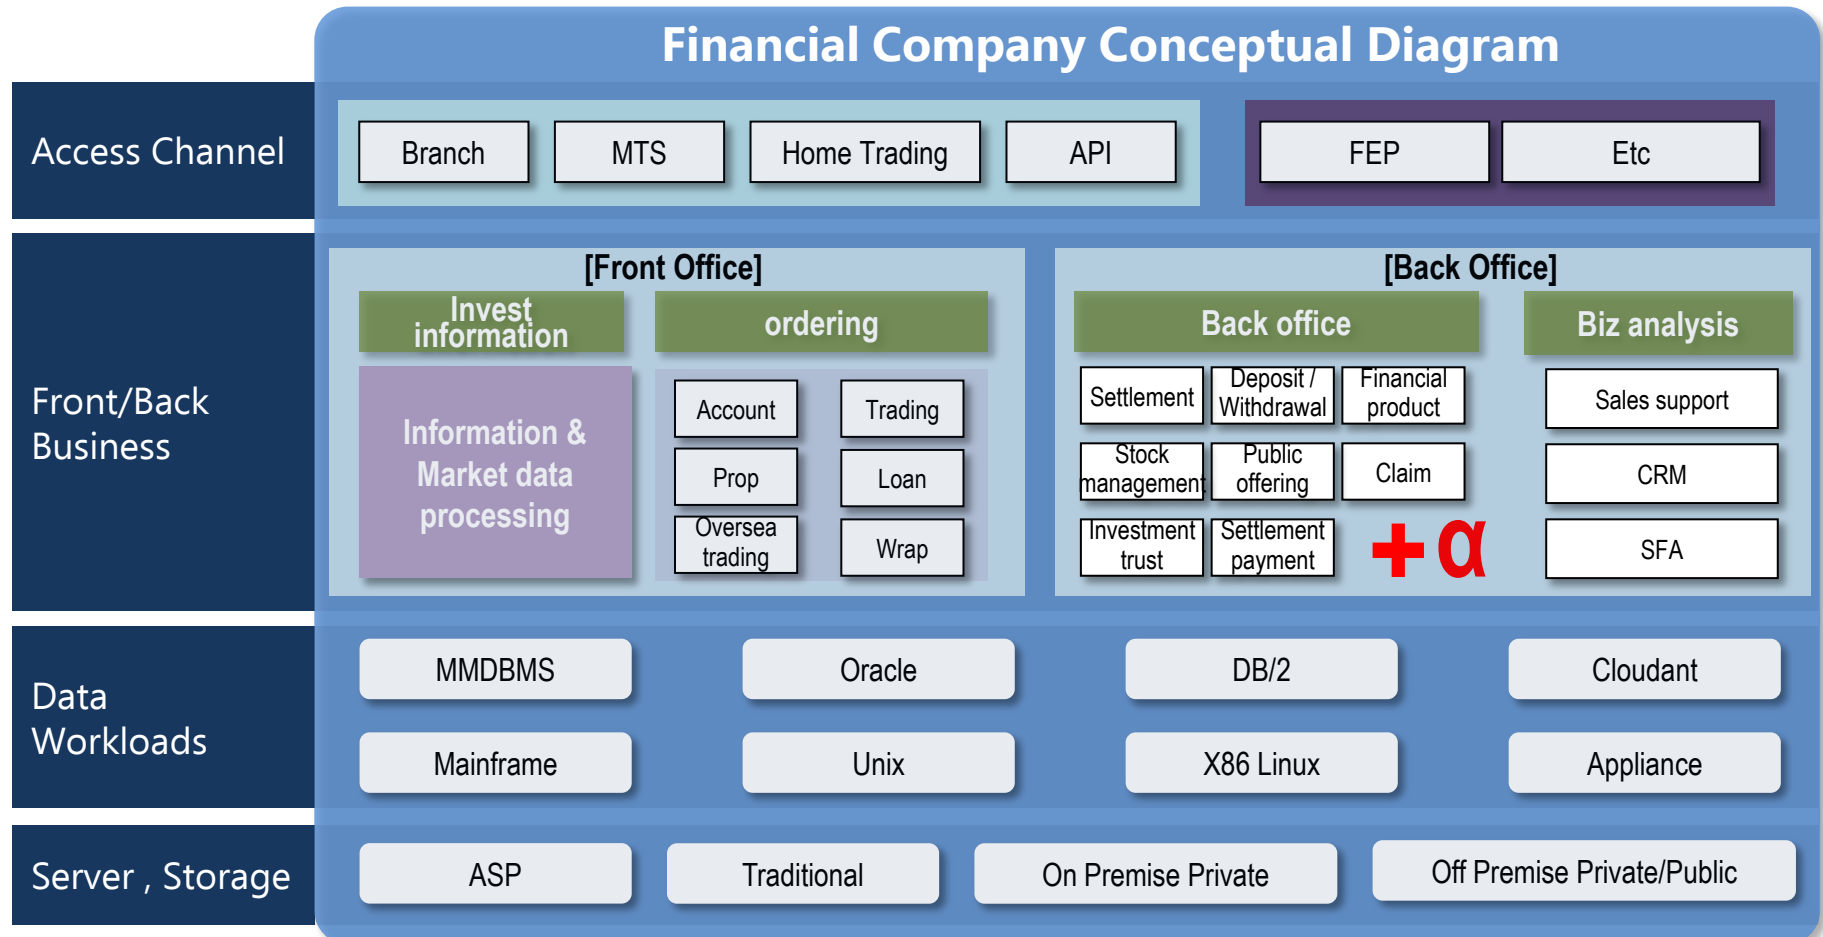 Financial Company Conceptual Diagram
Access Channel
Branch
MTS
Home Trading
API
FEP
Etc
Front/Back
Business
[Front Office]
Invest
information
ordering
Information &
Market data
processing
Account
Trading
Prop
Loan
Oversea
trading
Wrap
[Back Office]
Back office
Biz analysis
Settlement
Deposit /
Withdrawal
Financial
product
Stock
management
Public
offering
Claim
Investment
trust
Settlement
payment
+α
Sales support
CRM
SFA
Data
Workloads
MMDBMS
Oracle
DB/2
Cloudant
Mainframe
Unix
X86 Linux
Appliance
Server , Storage
ASP
Traditional
On Premise Private
Off Premise Private/Public